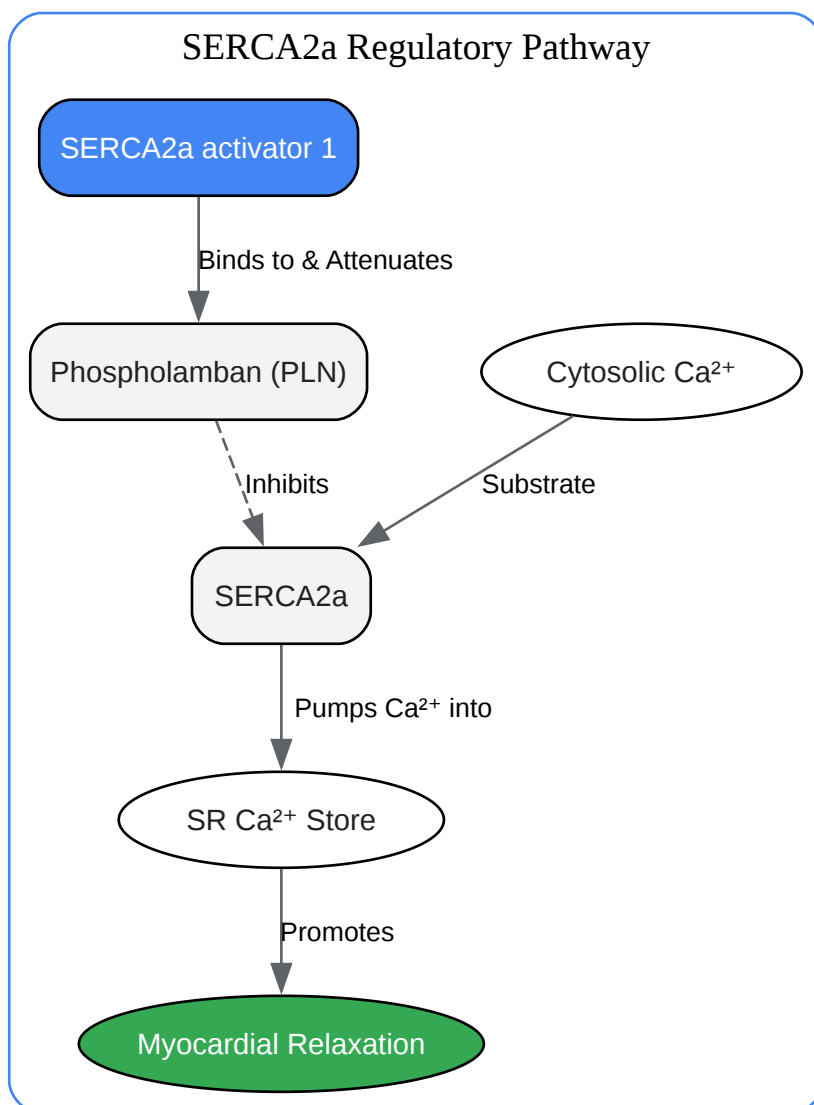 SERCA2a Regulatory Pathway
SERCA2a activator 1
Binds to & Attenuates
Phospholamban (PLN)
Cytosolic Ca²⁺
Inhibits
Substrate
SERCA2a
Pumps Ca²⁺ into
SR Ca²⁺ Store
Promotes
Myocardial Relaxation